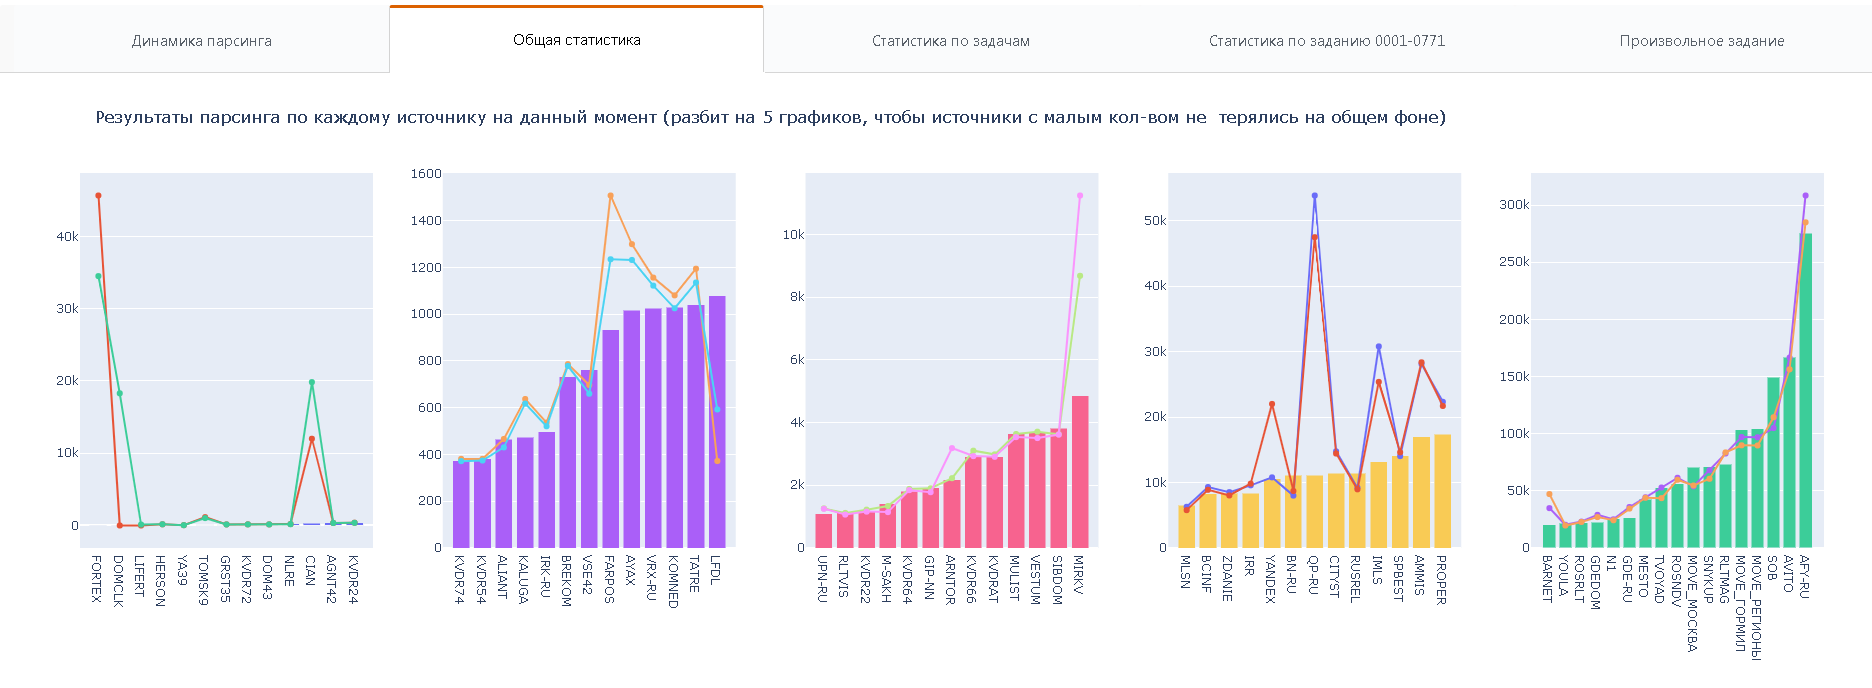 Динамика парсинга
Общая статистика
Статистика по задачам
Статистика по заданию 0001-0771
Произвольное задание
Результаты парсинга по каждому источнику на данный момент (разбит на 5 графиков, чтобы источники с малым кол-вом не терялись на общем фоне)
40k
30k
20k
10k
0
FORTEX
DOMCLK
LIFERT
HERSON
YA39
TOMSK9
GRST35
KVDR72
DOM43
NLRE
CIAN
AGNT42
KVDR24
1600
1400
1200
1000
800
600
400
200
0
KVDR74
KVDR54
ALIANT
KALUGA
IRK-RU
BREKOM
VSE42
FARPOS
AYAX
VRX-RU
KOMNED
TATRE
LFDL
10k
8k
6k
4k
2k
0
UPN-RU
RLTVIS
KVDR22
M-SAKH
KVDR64
GIP-NN
ARNTOR
KVDR66
KVDRAT
MULIST
VESTUM
SIBDOM
MIRKV
50k
40k
30k
20k
10k
0
MLSN
BCINF
ZDANIE
IRR
YANDEX
BN-RU
QP-RU
CITYST
RUSREL
IMLS
SPBEST
AMMIS
PROPER
300k
250k
200k
150k
100k
50k
0
BARNET
YOULA
ROSRLT
GDEDOM
N1
GDE-RU
MESTO
TVOYAD
ROSNDV
MOVE_МОСКВА
SNYKUP
RLTMAG
MOVE_ГОРМИЛ
MOVE_РЕГИОНЫ
SOB
AVITO
AFY-RU